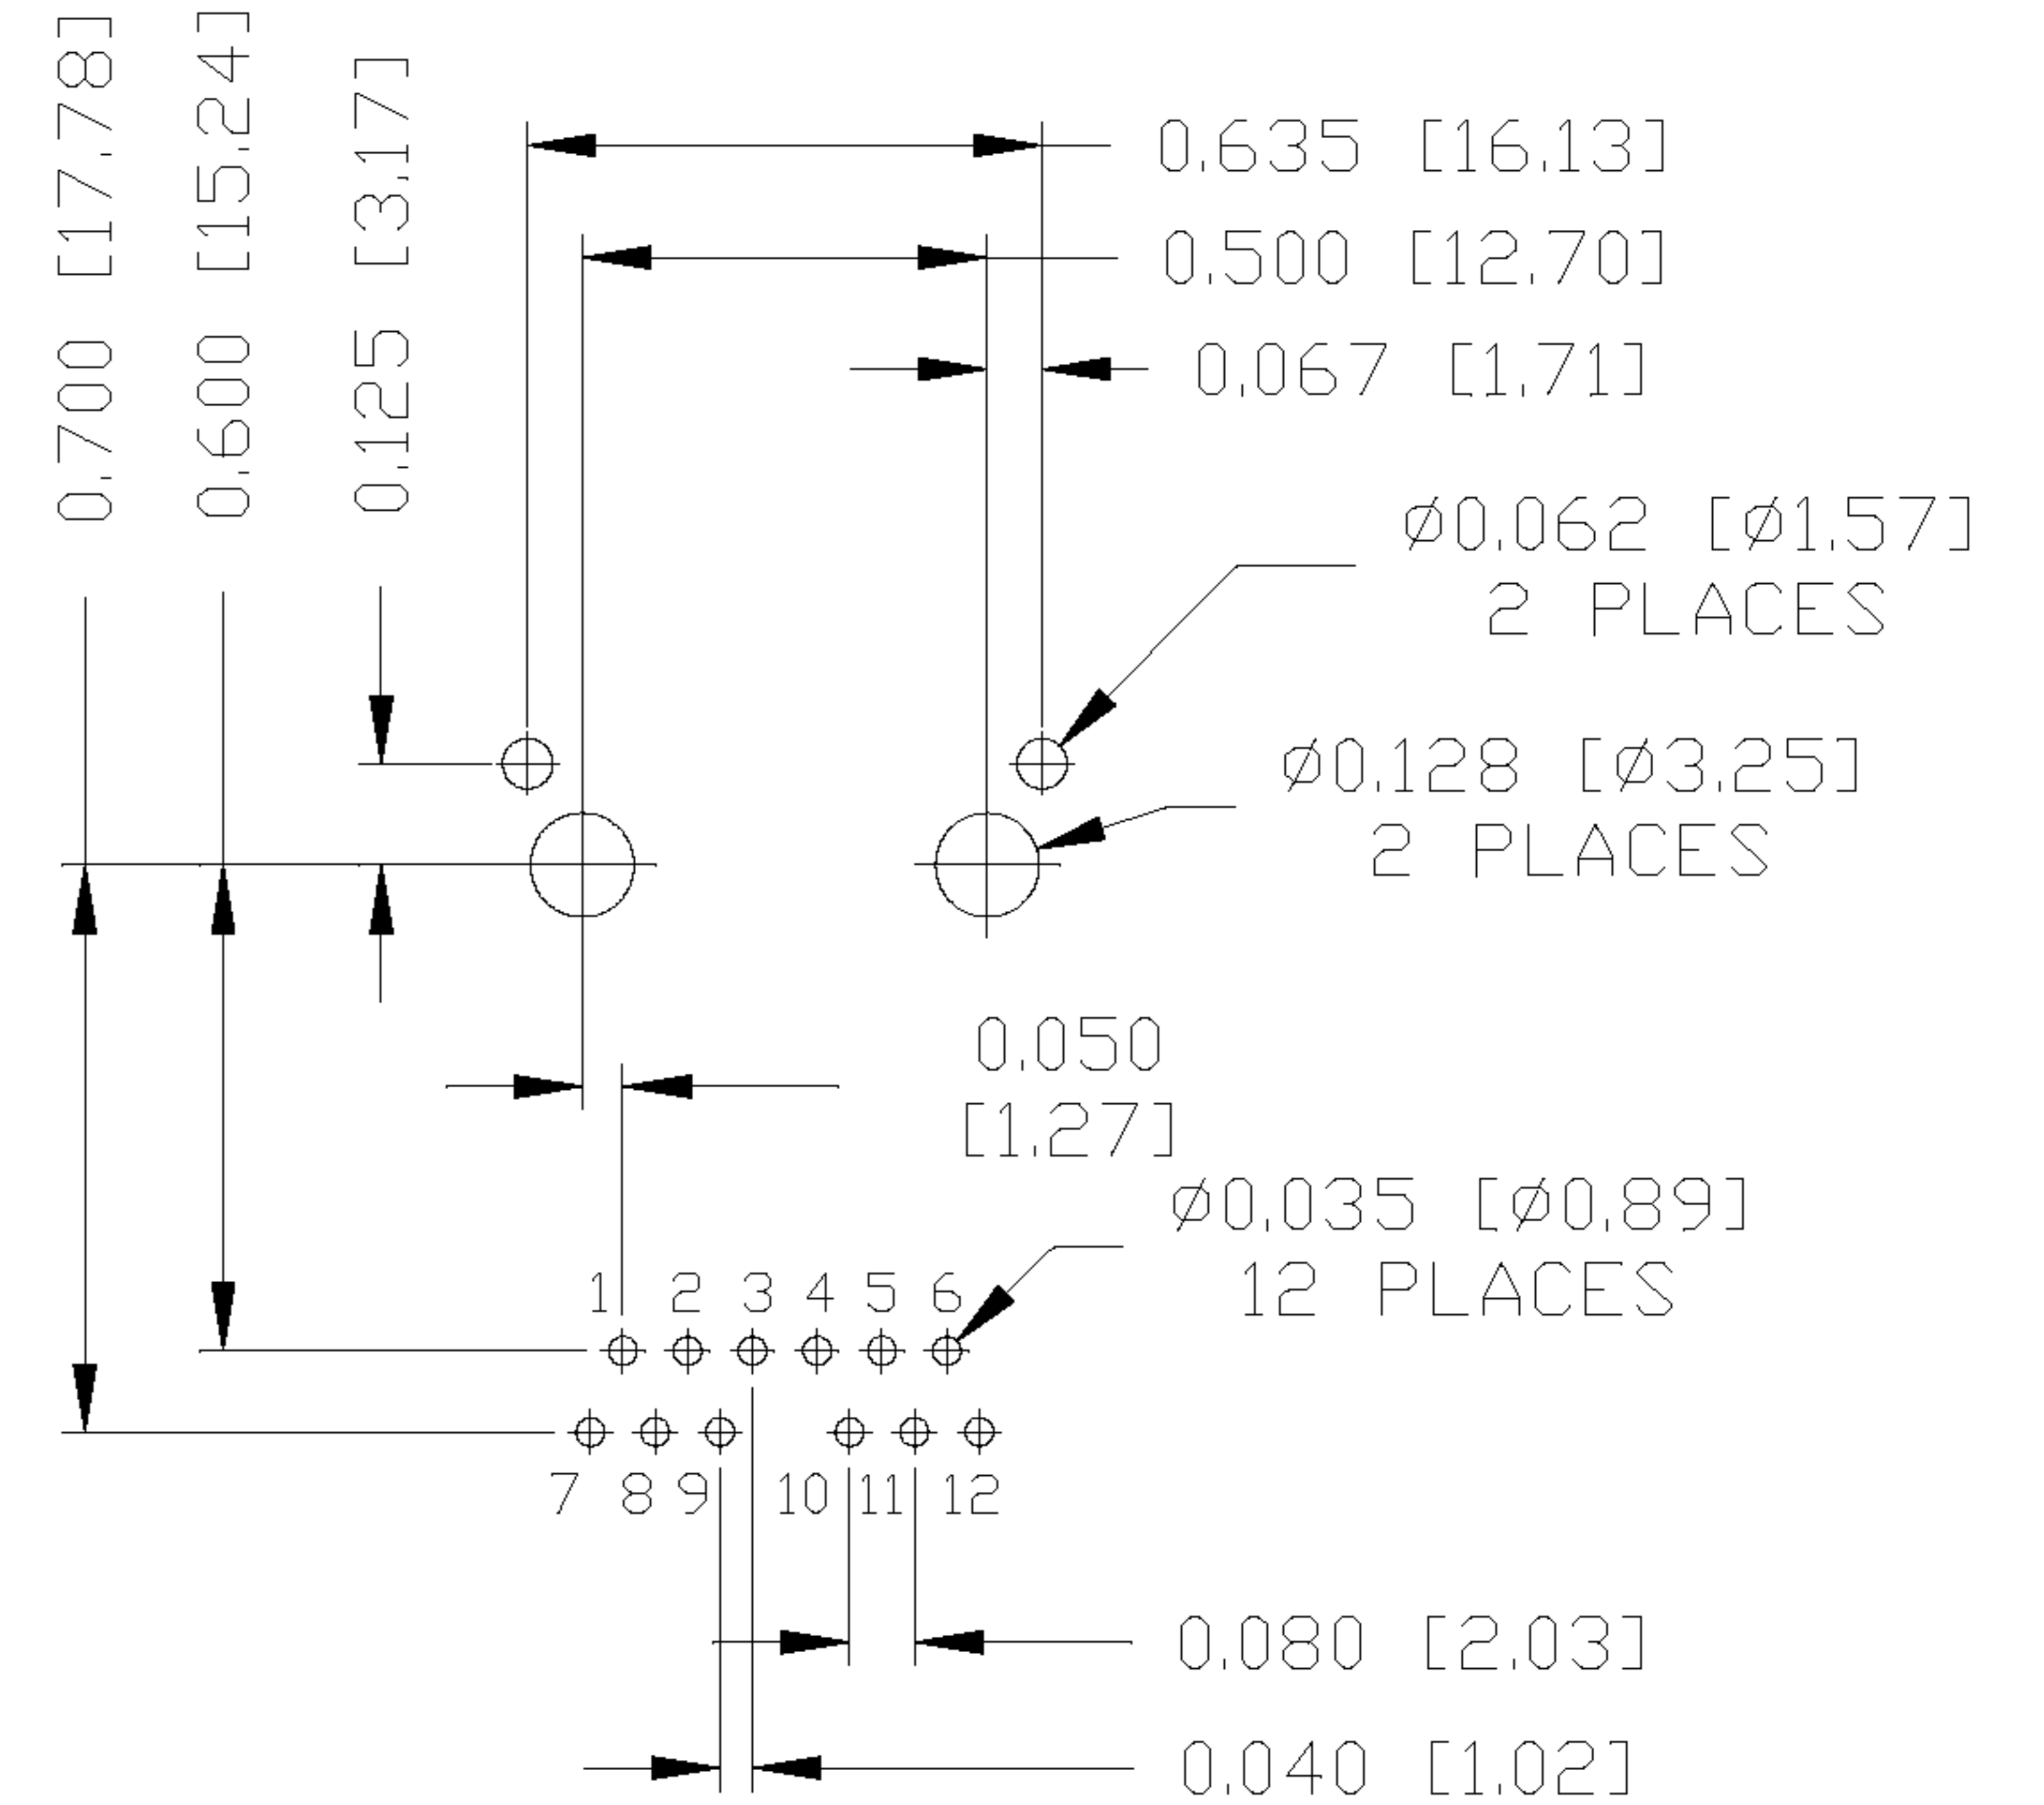 0.700 [17.78]
0.600 [15.24]
0.125 [3.17]
0.635 [16.13]
0.500 [12.70]
0.067 [1.71]
Ø0.062 [Ø1.57]
2 PLACES
Ø0.128 [Ø3.25]
2 PLACES
0.050
[1.27]
Ø0.035 [Ø0.89]
12 PLACES
1 2 3 4 5 6
7 8 9 10 11 12
0.080 [2.03]
0.040 [1.02]